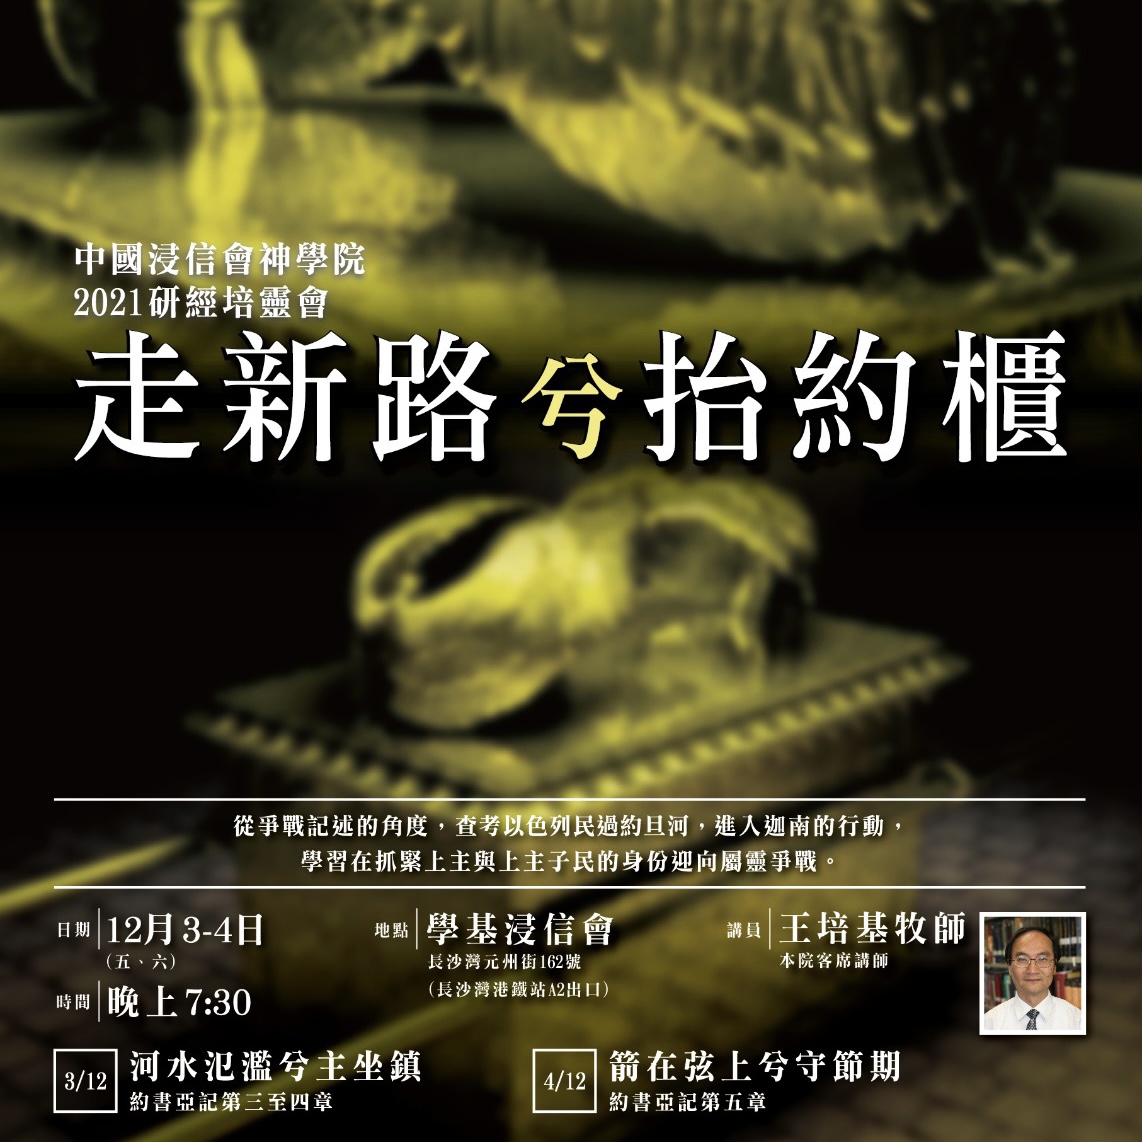 中國浸信會神學院
2021研經培靈會
走新路兮抬約櫃
從爭戰記述的角度，查考以色列民過約旦河，進入迦南的行動，
學習在抓緊上主與上主子民的身份迎向屬靈爭戰。
日期 12月3-4日
（五、六）
時間 晚上7:30
地點 學基浸信會
長沙灣元州街162號
（長沙灣港鐵站A2出口）
講員 王培基牧師
本院客席講師
3/12 河水氾濫兮主坐鎮
約書亞記第三至四章
4/12 箭在弦上兮守節期
約書亞記第五章